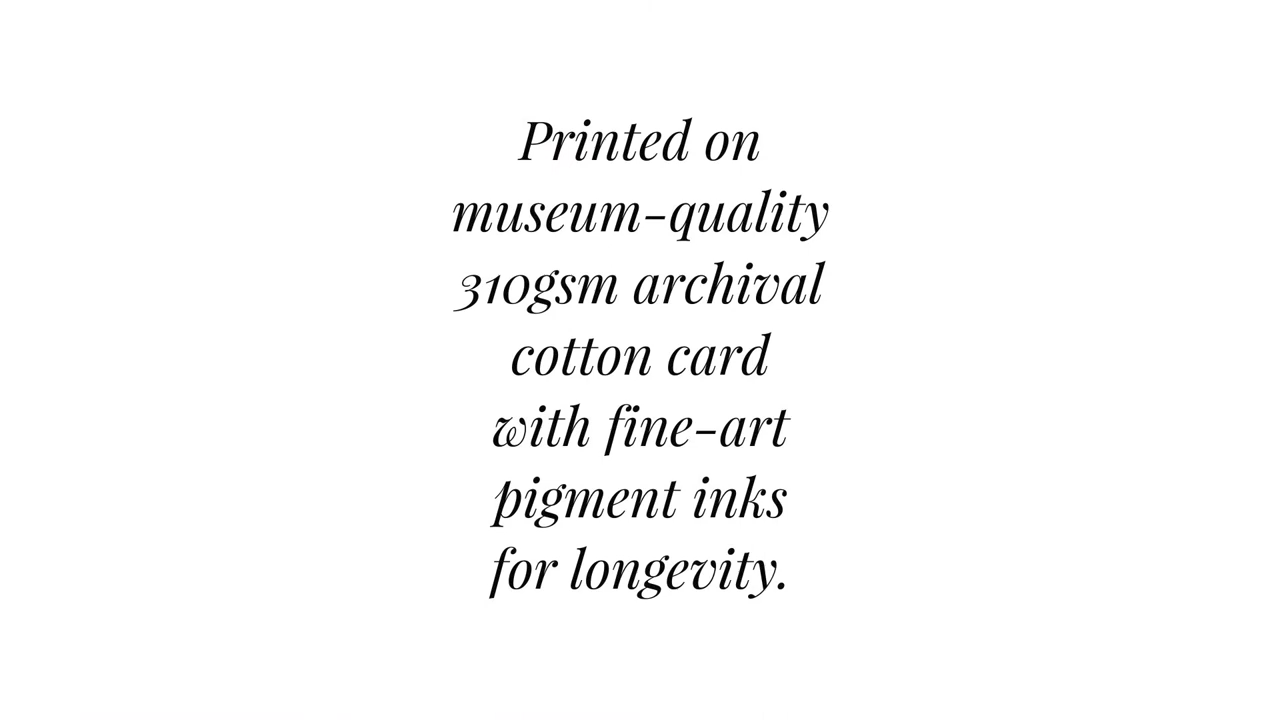 Printed on
museum-quality
310gsm archival
cotton card
with fine-art
pigment inks
for longevity.